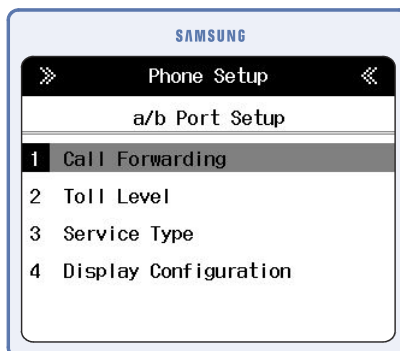 SAMSUNG
Phone Setup
a/b Port Setup
1 Call Forwarding
2 Toll Level
3 Service Type
4 Display Configuration